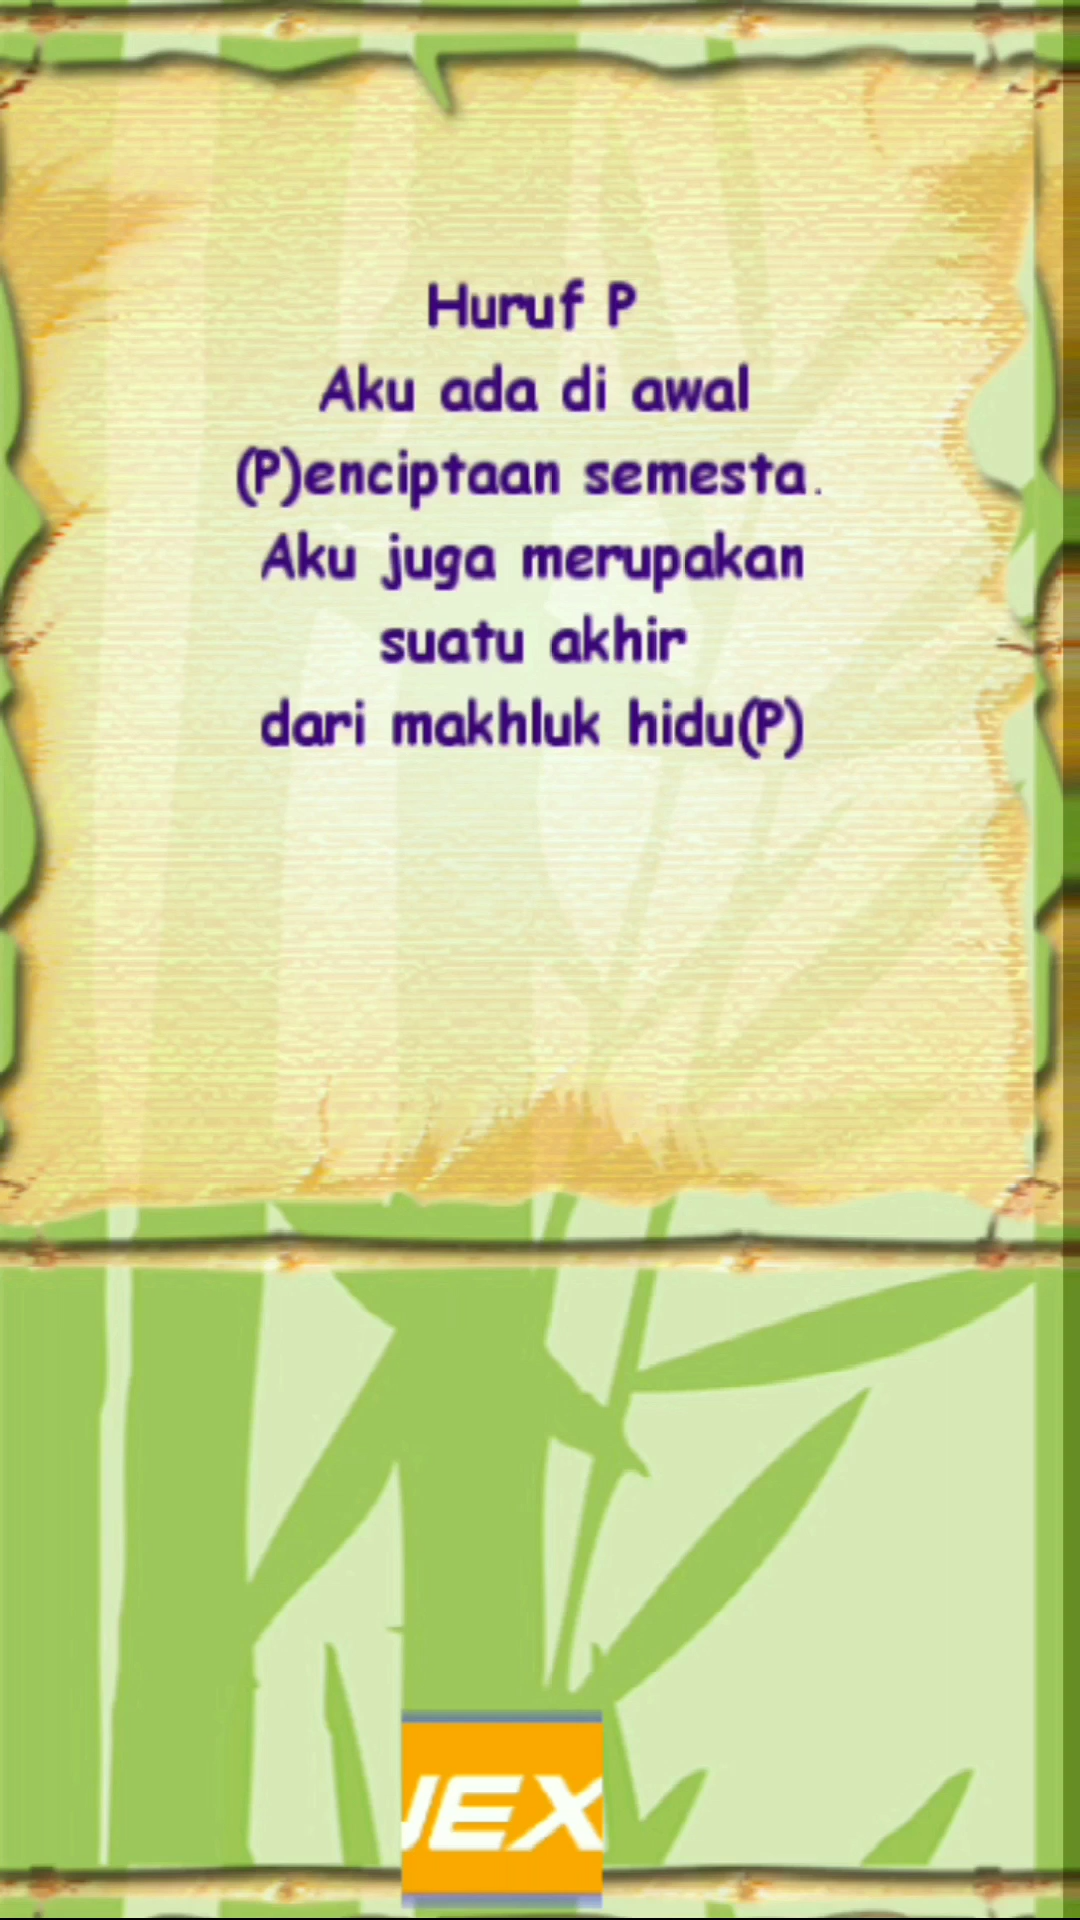 Huruf P
Aku ada di awal
(P)enciptaan semesta.
Aku juga merupakan
suatu akhir
dari makhluk hidu(P)